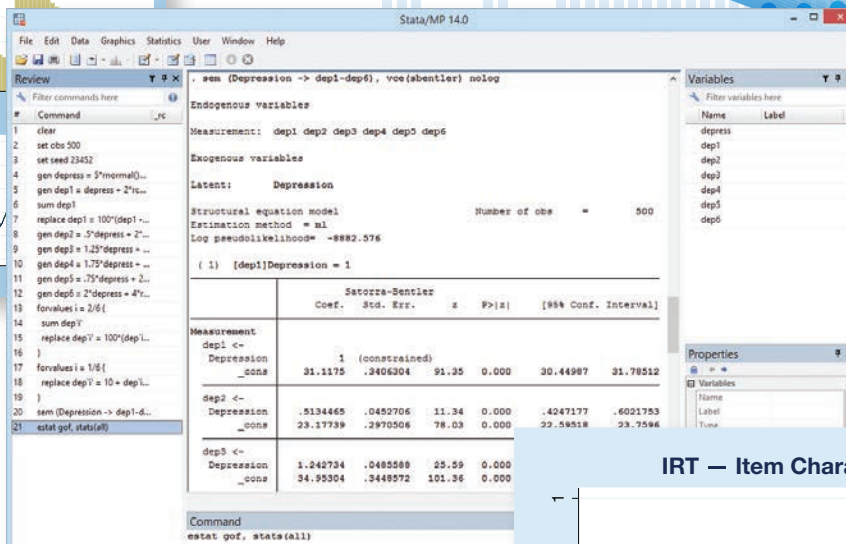 Stata/MP 14.0
File Edit Data Graphics Statistics User Window Help
Review
Filter commands here
# Command _rc
1 clear
2 set obs 500
3 set seed 23452
4 gen depress = 5*rnormal()...
5 gen dep1 = depress + 2*rc...
6 sum dep1
7 replace dep1 = 100*(dep1 -...
8 gen dep2 = .5*depress + 2*...
9 gen dep3 = 1.25*depress + ...
10 gen dep4 = 1.75*depress + ...
11 gen dep5 = .75*depress + 2...
12 gen dep6 = 2*depress + 4*r...
13 forvalues i = 2/6 {
14 sum dep`i'
15 replace dep`i' = 100*(dep`i...
16 }
17 forvalues i = 1/6 {
18 replace dep`i' = 10 + dep`i...
19 }
20 sem (Depression -> dep1-d...
21 estat gof, stats(all)
. sem (Depression -> dep1-dep6), vce(sbentler) nolog
Endogenous variables
Measurement: dep1 dep2 dep3 dep4 dep5 dep6
Exogenous variables
Latent: Depression
Structural equation model Number of obs = 500
Estimation method = ml
Log pseudolikelihood= -8882.576
( 1) [dep1]Depression = 1
Satorra-Bentler
Coef. Std. Err. z P>|z| [95% Conf. Interval]
Measurement
dep1 <-
Depression 1 (constrained)
_cons 31.1175 .3406304 91.35 0.000 30.44987 31.78512
dep2 <-
Depression .5134465 .0452706 11.34 0.000 .4247177 .6021753
_cons 23.17739 .2970506 78.03 0.000 22.59518 23.7596
dep3 <-
Depression 1.242734 .0485588 25.59 0.000
_cons 34.95304 .3448572 101.36 0.000
Command
estat gof, stats(all)
Variables
Filter variables here
Name Label
depress
dep1
dep2
dep3
dep4
dep5
dep6
Properties
Variables
Name
Label
Type
IRT — Item Chara
1